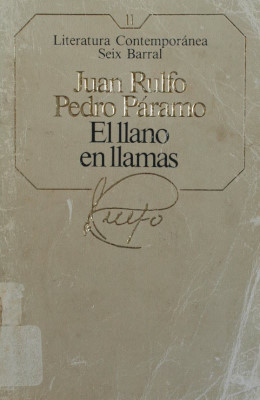 11
Literatura Contemporánea
Seix Barral
Juan Rulfo
Pedro Páramo
El llano
en llamas
Rulfo